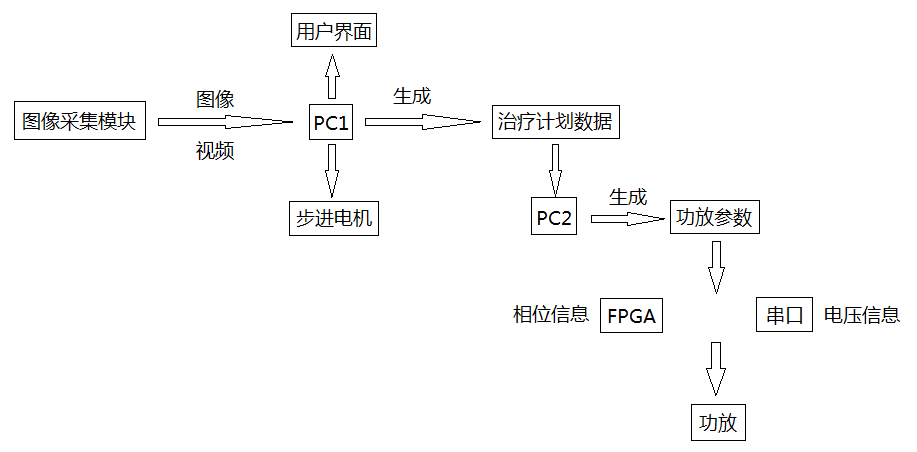 用户界面
图像
生成
图像采集模块
PC1
治疗计划数据
视频
步进电机
PC2
生成
功放参数
相位信息
FPGA
串口
电压信息
功放